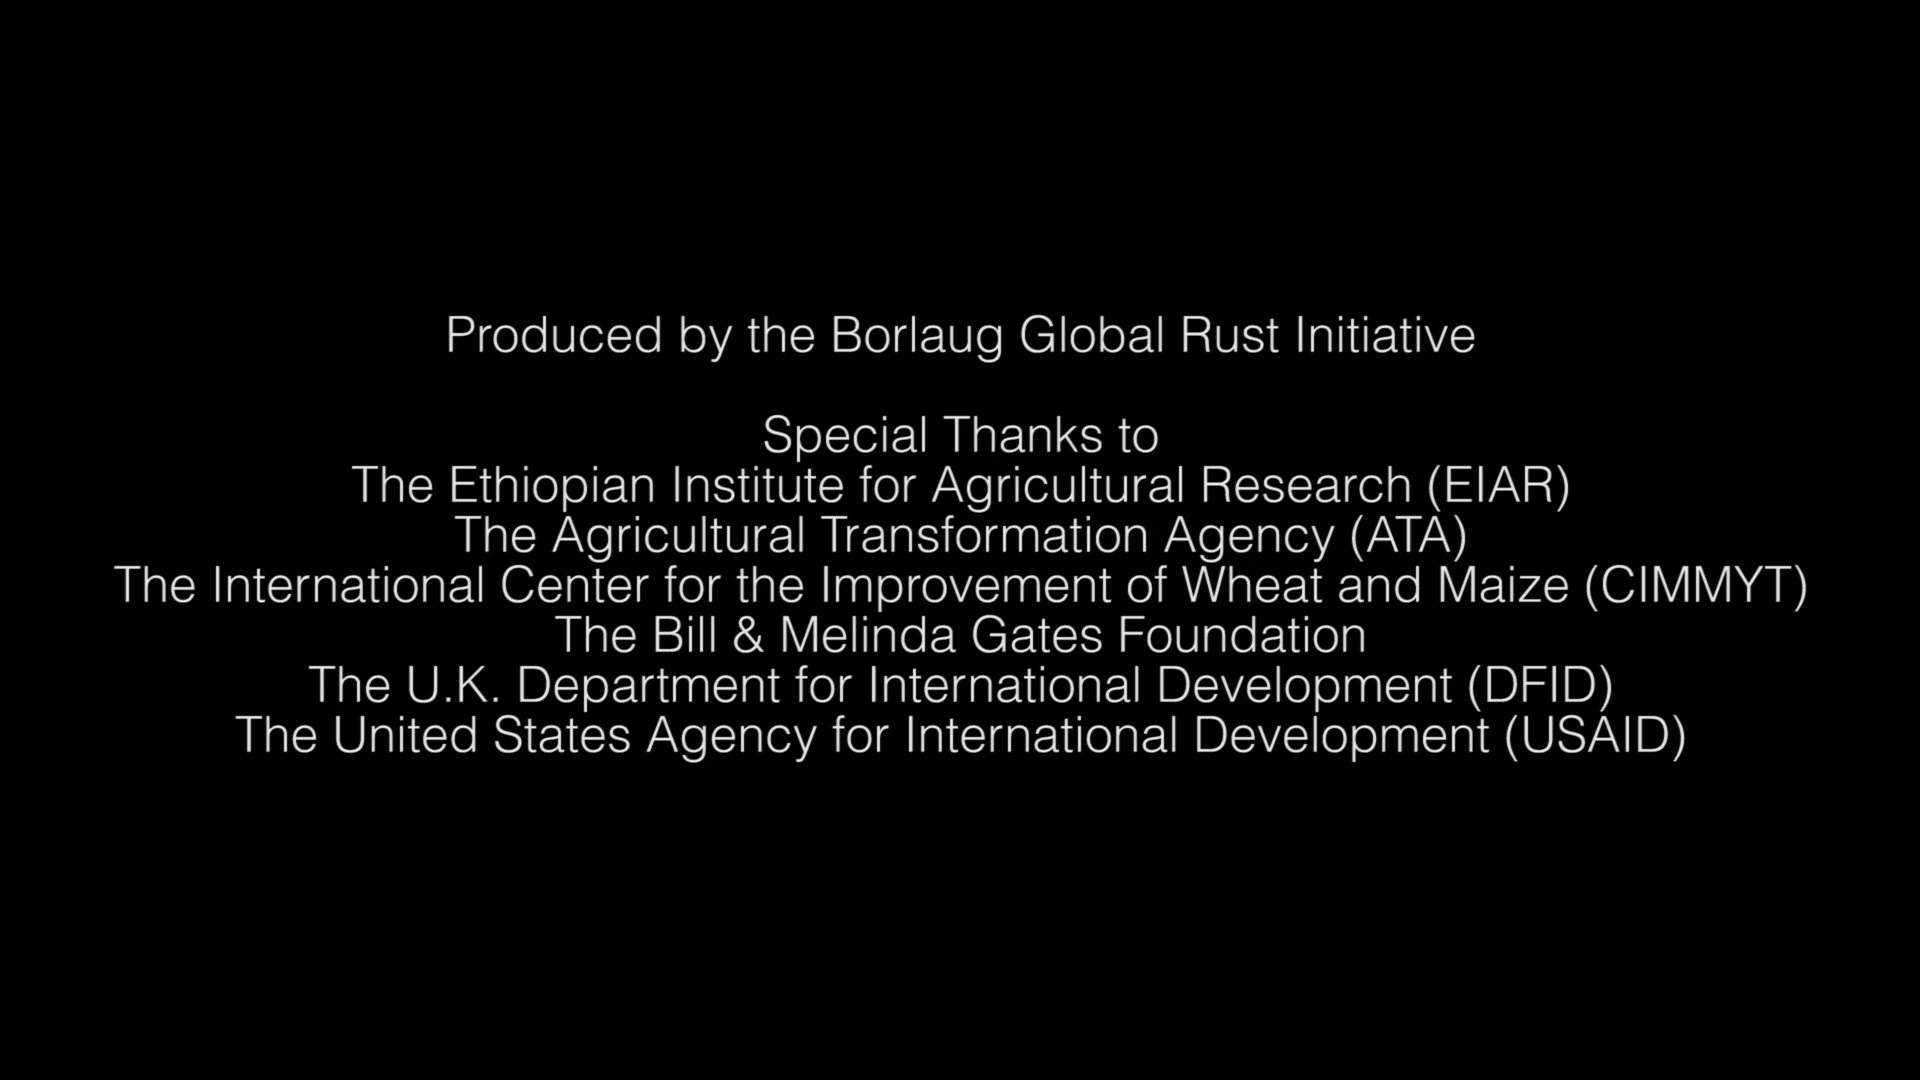 Produced by the Borlaug Global Rust Initiative
Special Thanks to
The Ethiopian Institute for Agricultural Research (EIAR)
The Agricultural Transformation Agency (ATA)
The International Center for the Improvement of Wheat and Maize (CIMMYT)
The Bill & Melinda Gates Foundation
The U.K. Department for International Development (DFID)
The United States Agency for International Development (USAID)